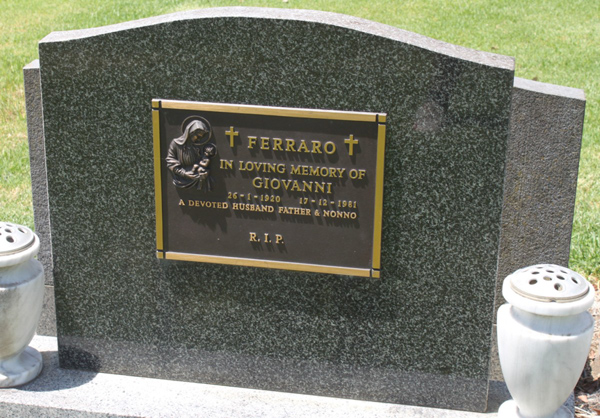 FERRARO
IN LOVING MEMORY OF
GIOVANNI
26-1-1920 17-12-1981
A DEVOTED HUSBAND FATHER & NONNO
R.I.P.